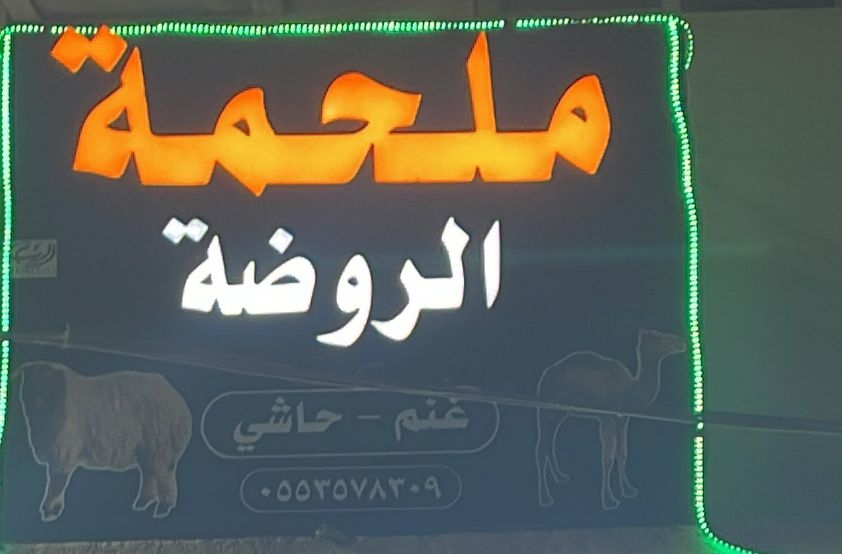 ملحمة
الروضة
غنم - حاشي
٠٥٥٣٥٧٨٣٠٩